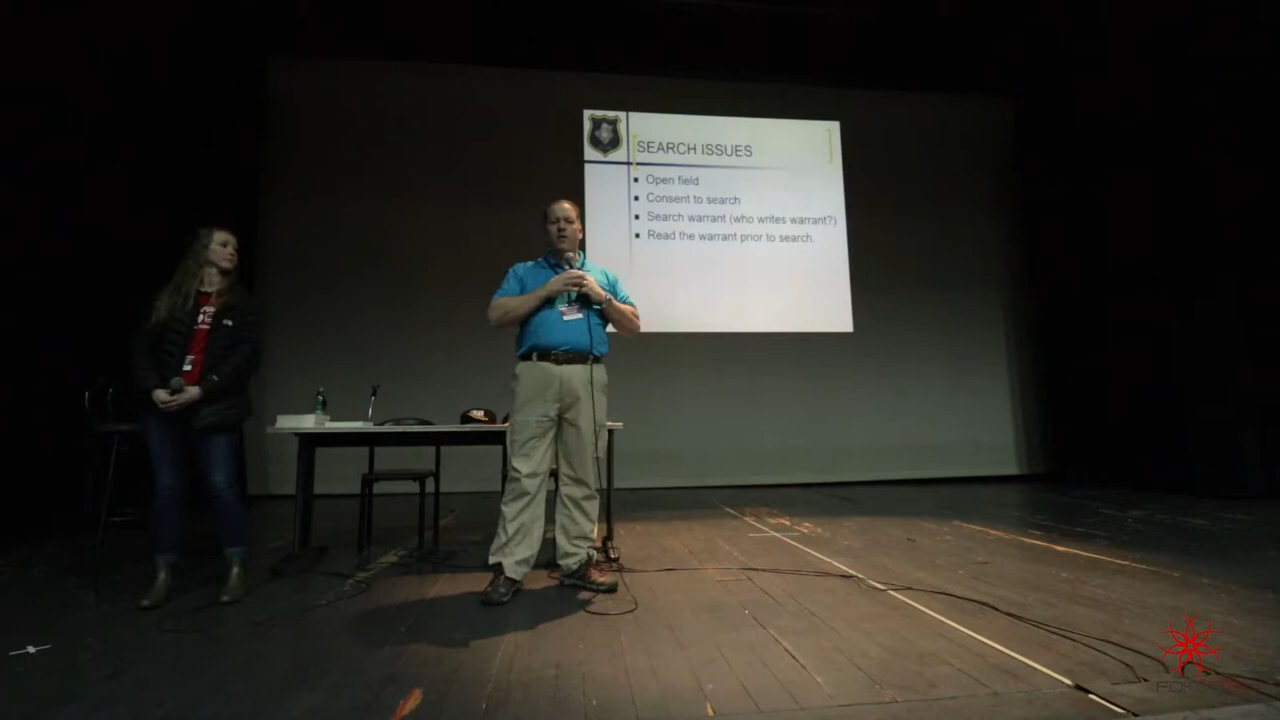 SEARCH ISSUES
Open field
Consent to search
Search warrant (who writes warrant?)
Read the warrant prior to search.